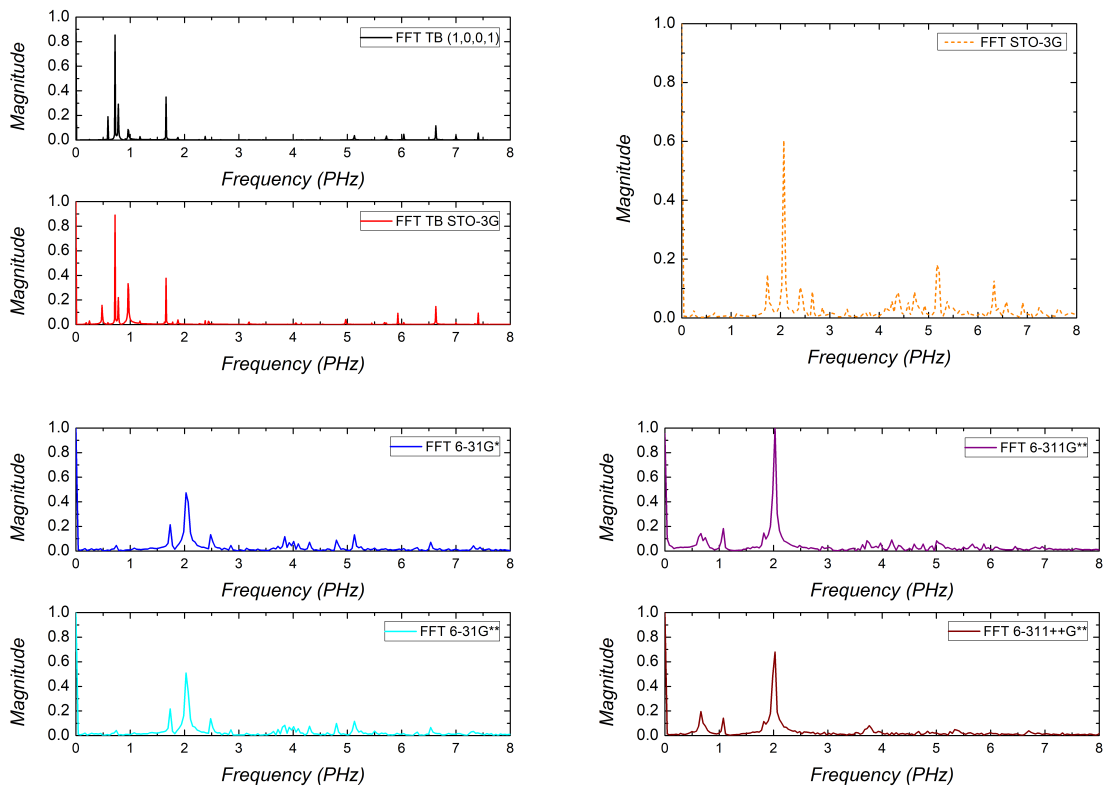 FFT TB (1,0,0,1)
Magnitude
1.0
0.8
0.6
0.4
0.2
0.0
0 1 2 3 4 5 6 7 8
Frequency (PHz)
FFT TB STO-3G
Magnitude
1.0
0.8
0.6
0.4
0.2
0.0
0 1 2 3 4 5 6 7 8
Frequency (PHz)
FFT STO-3G
Magnitude
1.0
0.8
0.6
0.4
0.2
0.0
0 1 2 3 4 5 6 7 8
Frequency (PHz)
FFT 6-31G*
Magnitude
1.0
0.8
0.6
0.4
0.2
0.0
0 1 2 3 4 5 6 7 8
Frequency (PHz)
FFT 6-31G**
Magnitude
1.0
0.8
0.6
0.4
0.2
0.0
0 1 2 3 4 5 6 7 8
Frequency (PHz)
FFT 6-311G**
Magnitude
1.0
0.8
0.6
0.4
0.2
0.0
0 1 2 3 4 5 6 7 8
Frequency (PHz)
FFT 6-311++G**
Magnitude
1.0
0.8
0.6
0.4
0.2
0.0
0 1 2 3 4 5 6 7 8
Frequency (PHz)